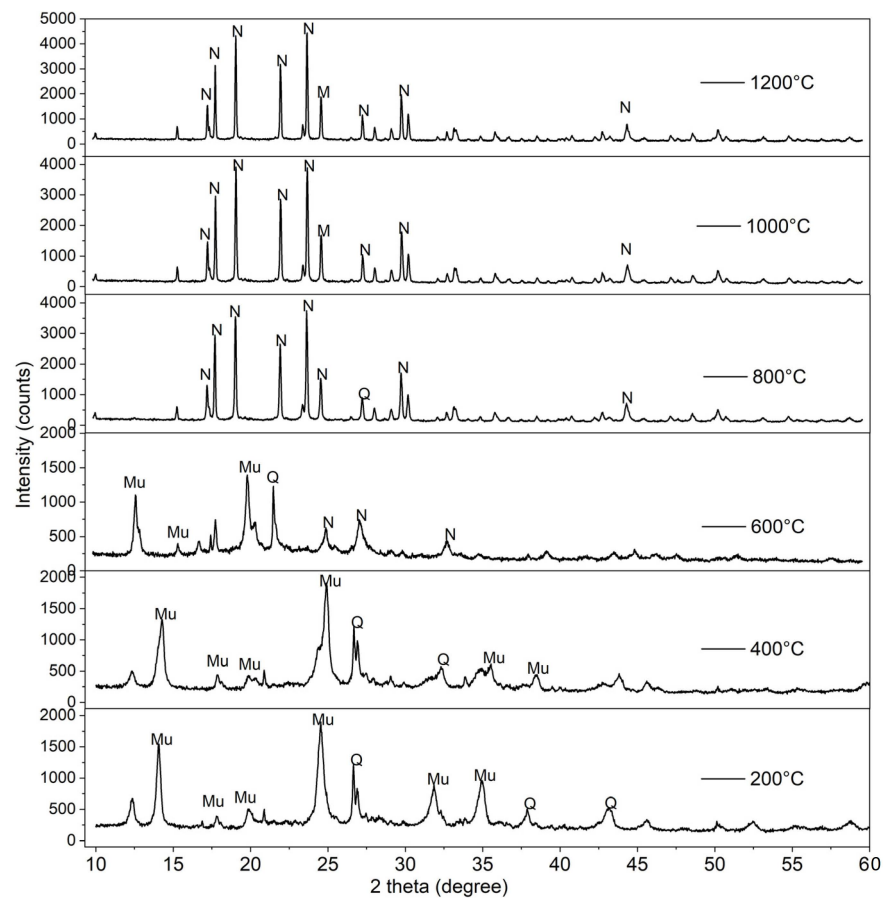 5000
4000
3000
2000
1000
0
N N N N N M N N N
1200°C
4000
3000
2000
1000
0
N N N N N M N N N
1000°C
4000
3000
2000
1000
0
N N N N N N Q N N
800°C
2000
1500
1000
500
0
Mu Mu Mu Q N N N
600°C
2000
1500
1000
500
0
Mu Mu Mu Mu Q Q Mu Mu
400°C
2000
1500
1000
500
0
Mu Mu Mu Mu Q Mu Mu Q Q
200°C
Intensity (counts)
10 15 20 25 30 35 40 45 50 55 60
2 theta (degree)